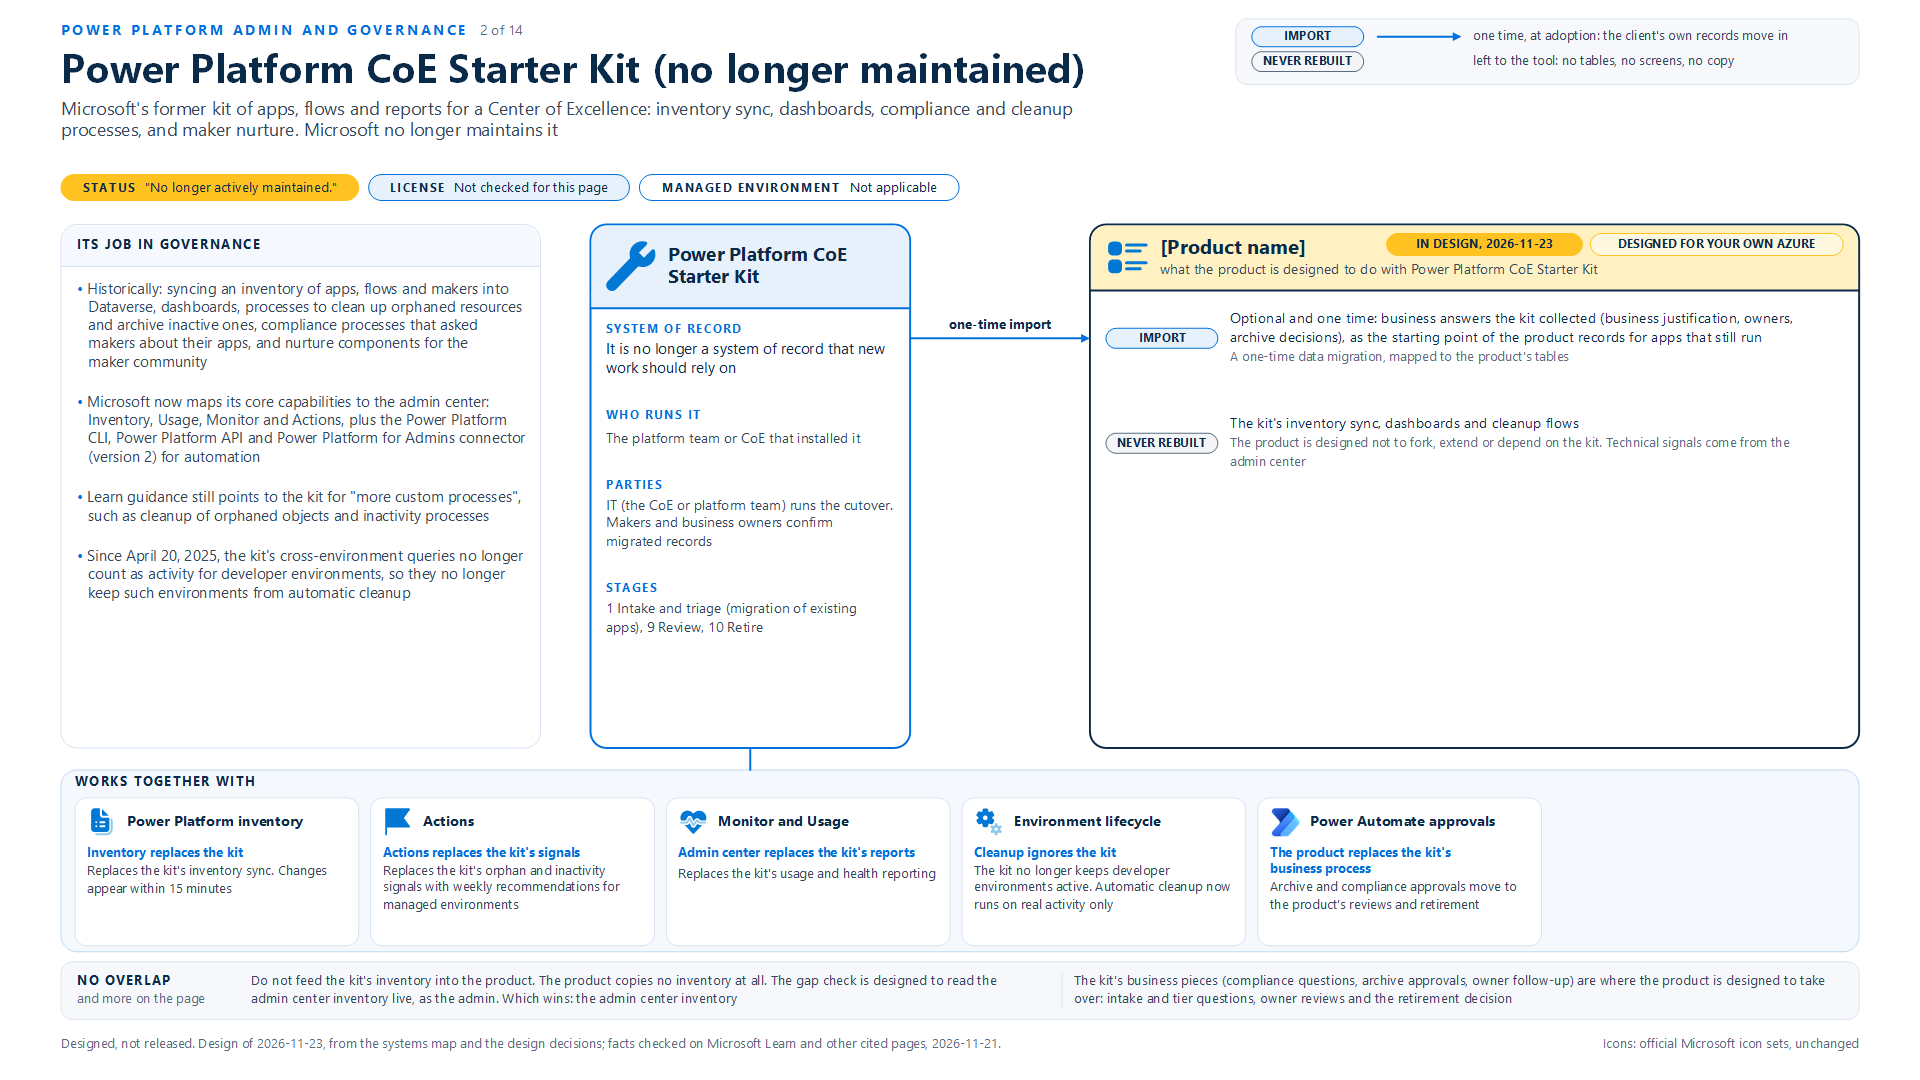 POWER PLATFORM ADMIN AND GOVERNANCE 2 of 14
Power Platform CoE Starter Kit (no longer maintained)
Microsoft's former kit of apps, flows and reports for a Center of Excellence: inventory sync, dashboards, compliance and cleanup
processes, and maker nurture. Microsoft no longer maintains it
IMPORT one time, at adoption: the client's own records move in
NEVER REBUILT left to the tool: no tables, no screens, no copy
STATUS "No longer actively maintained."
LICENSE Not checked for this page
MANAGED ENVIRONMENT Not applicable
ITS JOB IN GOVERNANCE
• Historically: syncing an inventory of apps, flows and makers into
Dataverse, dashboards, processes to clean up orphaned resources
and archive inactive ones, compliance processes that asked
makers about their apps, and nurture components for the
maker community
• Microsoft now maps its core capabilities to the admin center:
Inventory, Usage, Monitor and Actions, plus the Power Platform
CLI, Power Platform API and Power Platform for Admins connector
(version 2) for automation
• Learn guidance still points to the kit for "more custom processes",
such as cleanup of orphaned objects and inactivity processes
• Since April 20, 2025, the kit's cross-environment queries no longer
count as activity for developer environments, so they no longer
keep such environments from automatic cleanup
Power Platform CoE
Starter Kit
SYSTEM OF RECORD
It is no longer a system of record that new
work should rely on
WHO RUNS IT
The platform team or CoE that installed it
PARTIES
IT (the CoE or platform team) runs the cutover.
Makers and business owners confirm
migrated records
STAGES
1 Intake and triage (migration of existing
apps), 9 Review, 10 Retire
one-time import
[Product name]
IN DESIGN, 2026-11-23
DESIGNED FOR YOUR OWN AZURE
what the product is designed to do with Power Platform CoE Starter Kit
IMPORT
Optional and one time: business answers the kit collected (business justification, owners,
archive decisions), as the starting point of the product records for apps that still run
A one-time data migration, mapped to the product's tables
NEVER REBUILT
The kit's inventory sync, dashboards and cleanup flows
The product is designed not to fork, extend or depend on the kit. Technical signals come from the
admin center
WORKS TOGETHER WITH
Power Platform inventory
Inventory replaces the kit
Replaces the kit's inventory sync. Changes
appear within 15 minutes
Actions
Actions replaces the kit's signals
Replaces the kit's orphan and inactivity
signals with weekly recommendations for
managed environments
Monitor and Usage
Admin center replaces the kit's reports
Replaces the kit's usage and health reporting
Environment lifecycle
Cleanup ignores the kit
The kit no longer keeps developer
environments active. Automatic cleanup now
runs on real activity only
Power Automate approvals
The product replaces the kit's
business process
Archive and compliance approvals move to
the product's reviews and retirement
NO OVERLAP
and more on the page
Do not feed the kit's inventory into the product. The product copies no inventory at all. The gap check is designed to read the
admin center inventory live, as the admin. Which wins: the admin center inventory
The kit's business pieces (compliance questions, archive approvals, owner follow-up) are where the product is designed to take
over: intake and tier questions, owner reviews and the retirement decision
Designed, not released. Design of 2026-11-23, from the systems map and the design decisions; facts checked on Microsoft Learn and other cited pages, 2026-11-21.
Icons: official Microsoft icon sets, unchanged